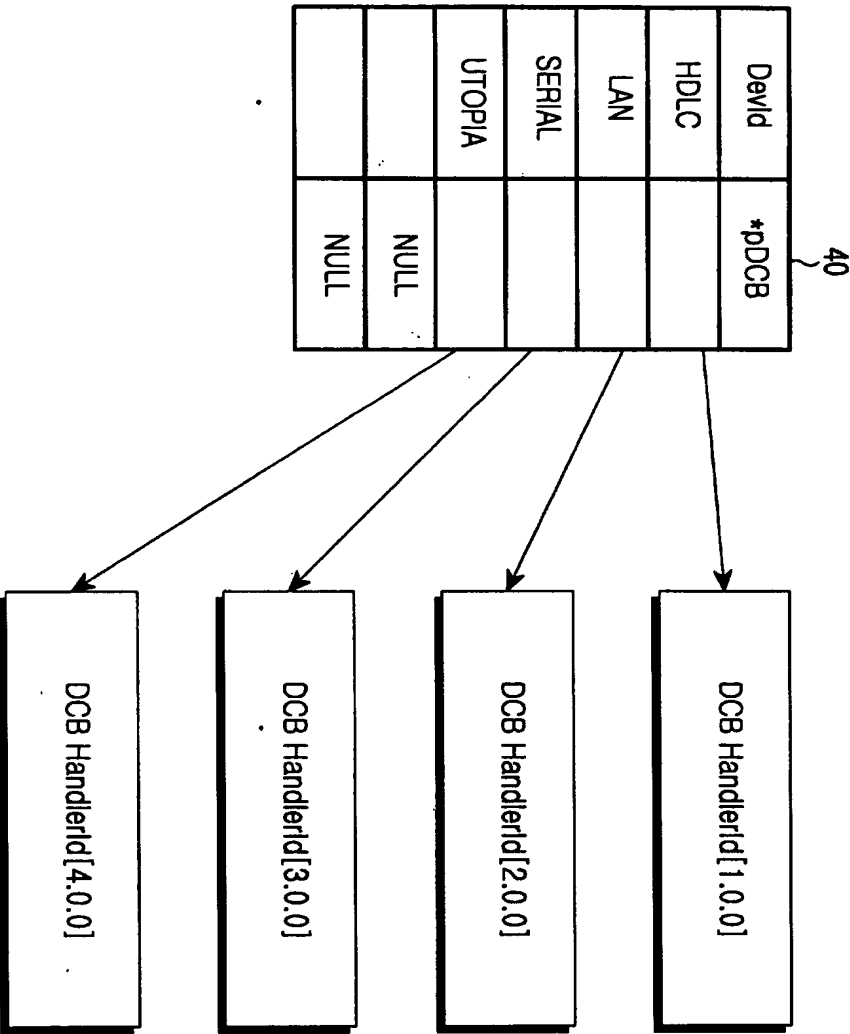 40
DevId *pDCB
HDLC
LAN
SERIAL
UTOPIA
NULL
NULL
DCB HandlerId[1.0.0]
DCB HandlerId[2.0.0]
DCB HandlerId[3.0.0]
DCB HandlerId[4.0.0]